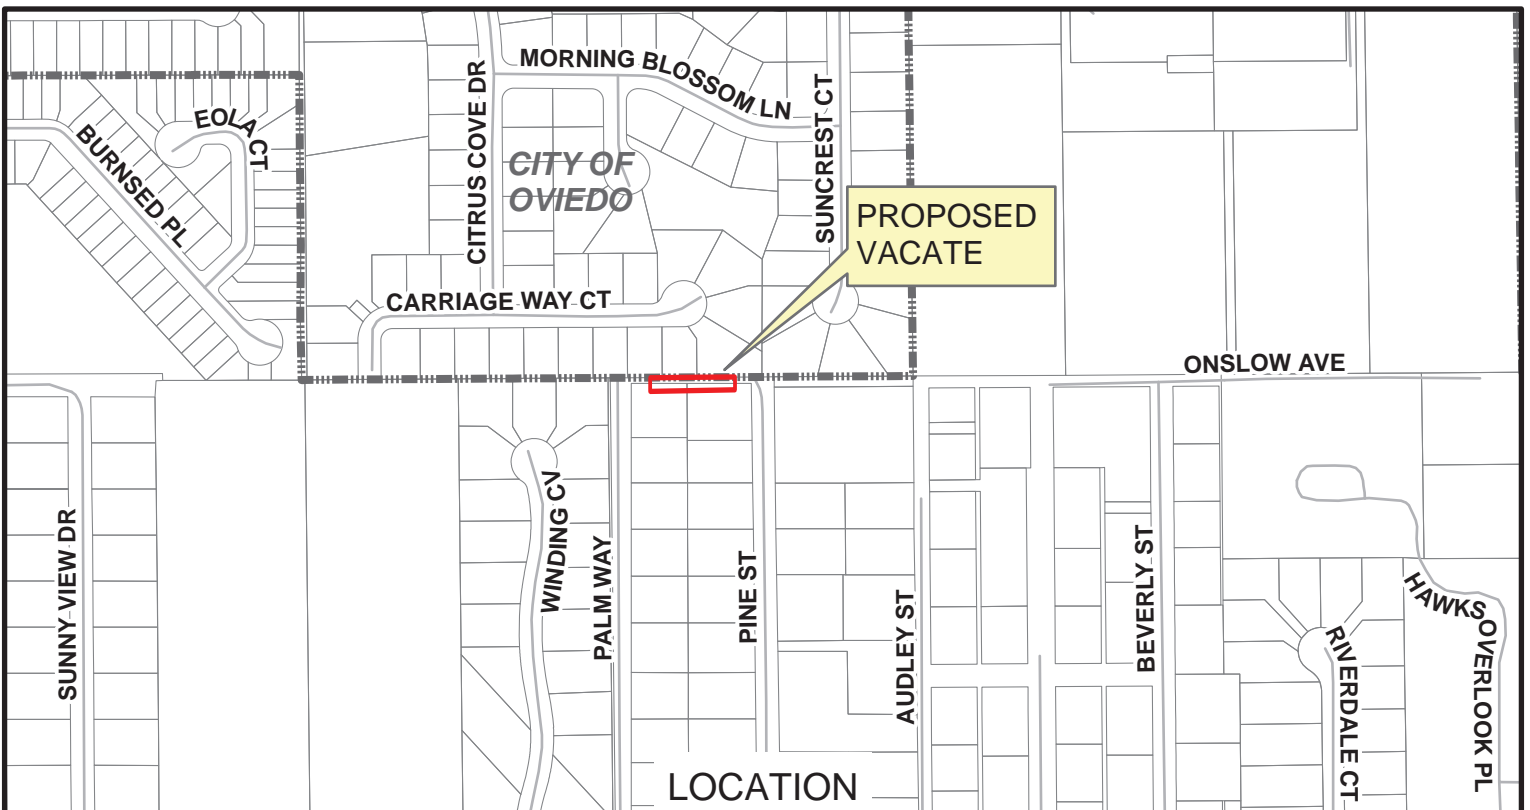 MORNING BLOSSOM LN
CITRUS COVE DR
SUNCREST CT
EOLA CT
BURNSED PL
CITY OF
OVIEDO
PROPOSED
VACATE
CARRIAGE WAY CT
ONSLOW AVE
SUNNY VIEW DR
WINDING CV
PALM WAY
PINE ST
AUDLEY ST
BEVERLY ST
HAWKS OVERLOOK PL
RIVERDALE CT
LOCATION